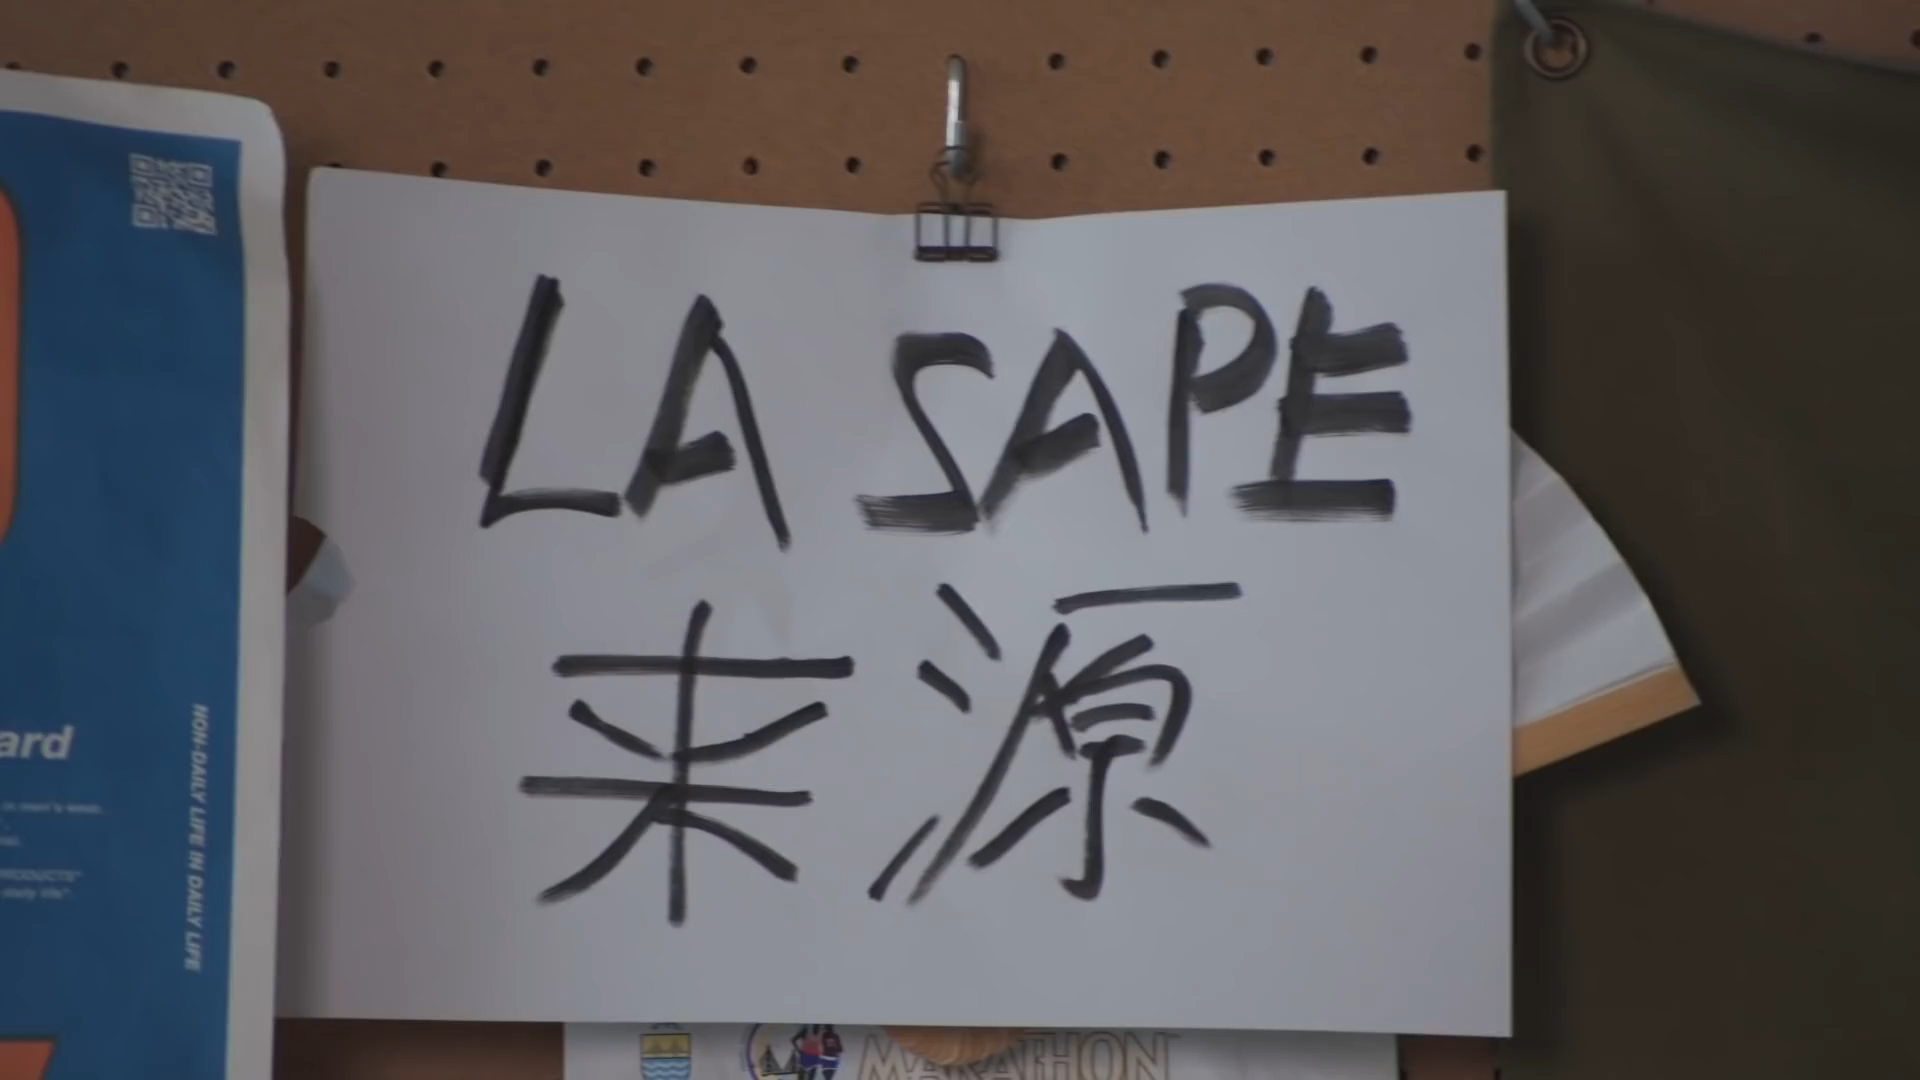 LA SAPE
来源
ard
NON-DAILY LIFE IN DAILY LIFE
MARATHON